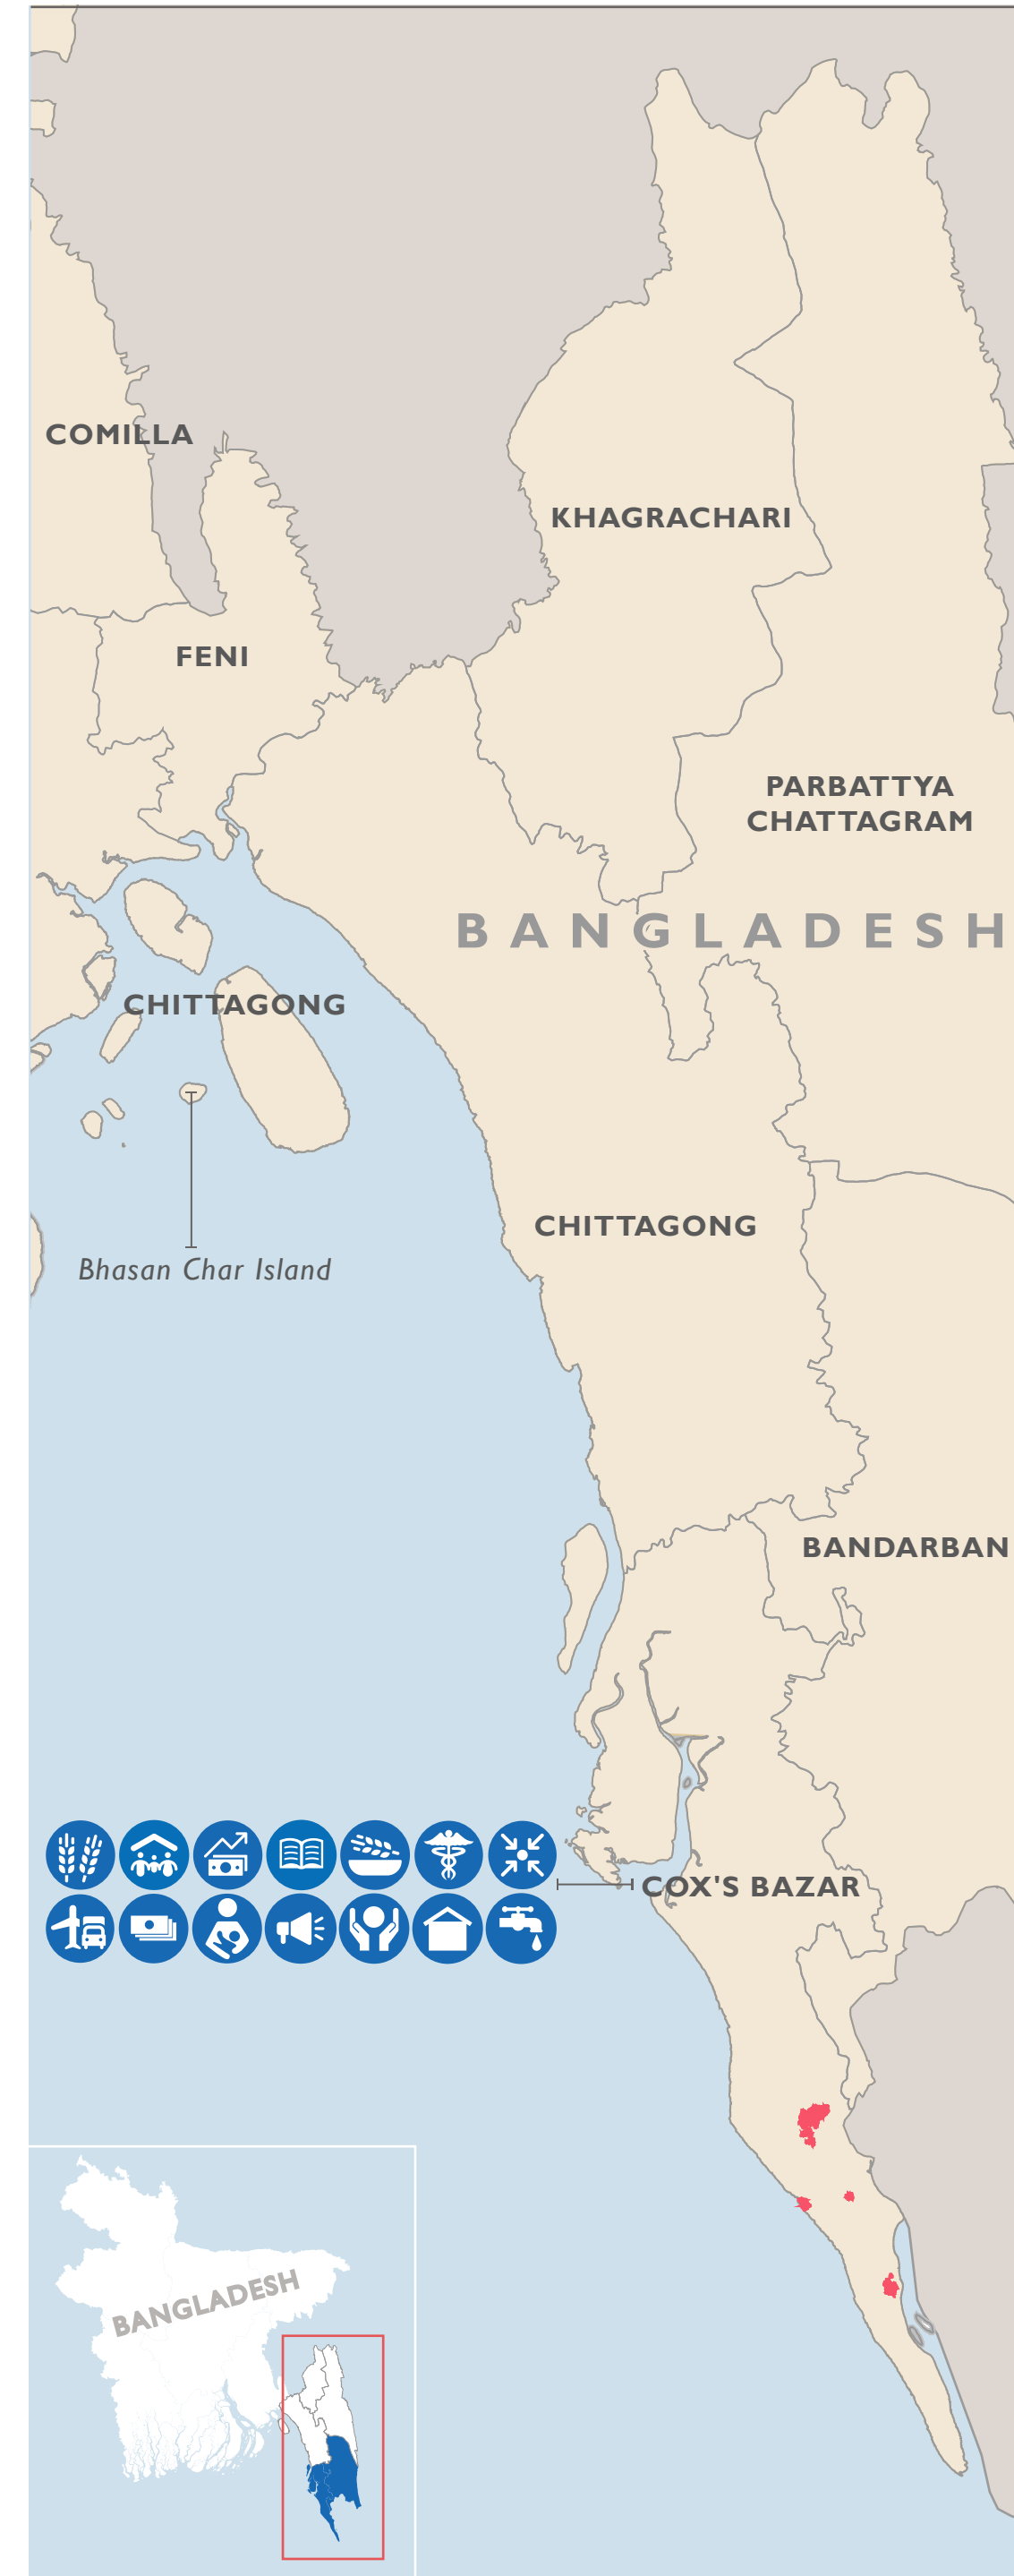 COMILLA
KHAGRACHARI
FENI
PARBATTYA
CHATTAGRAM
BANGLADESH
CHITTAGONG
CHITTAGONG
Bhasan Char Island
BANDARBAN
COX'S BAZAR
BANGLADESH